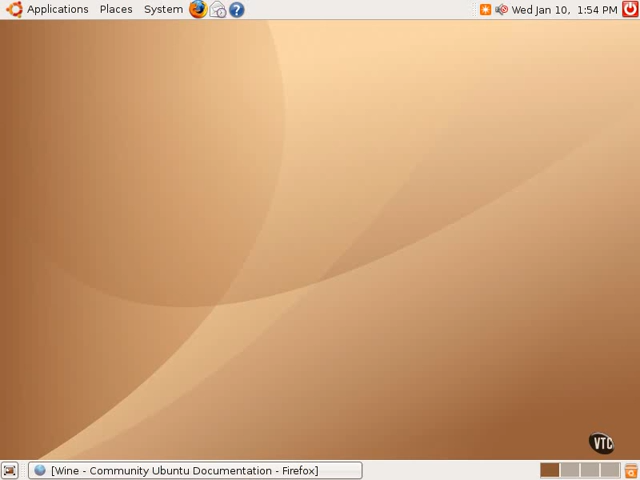 Applications Places System Wed Jan 10, 1:54 PM
VTC
[Wine - Community Ubuntu Documentation - Firefox]